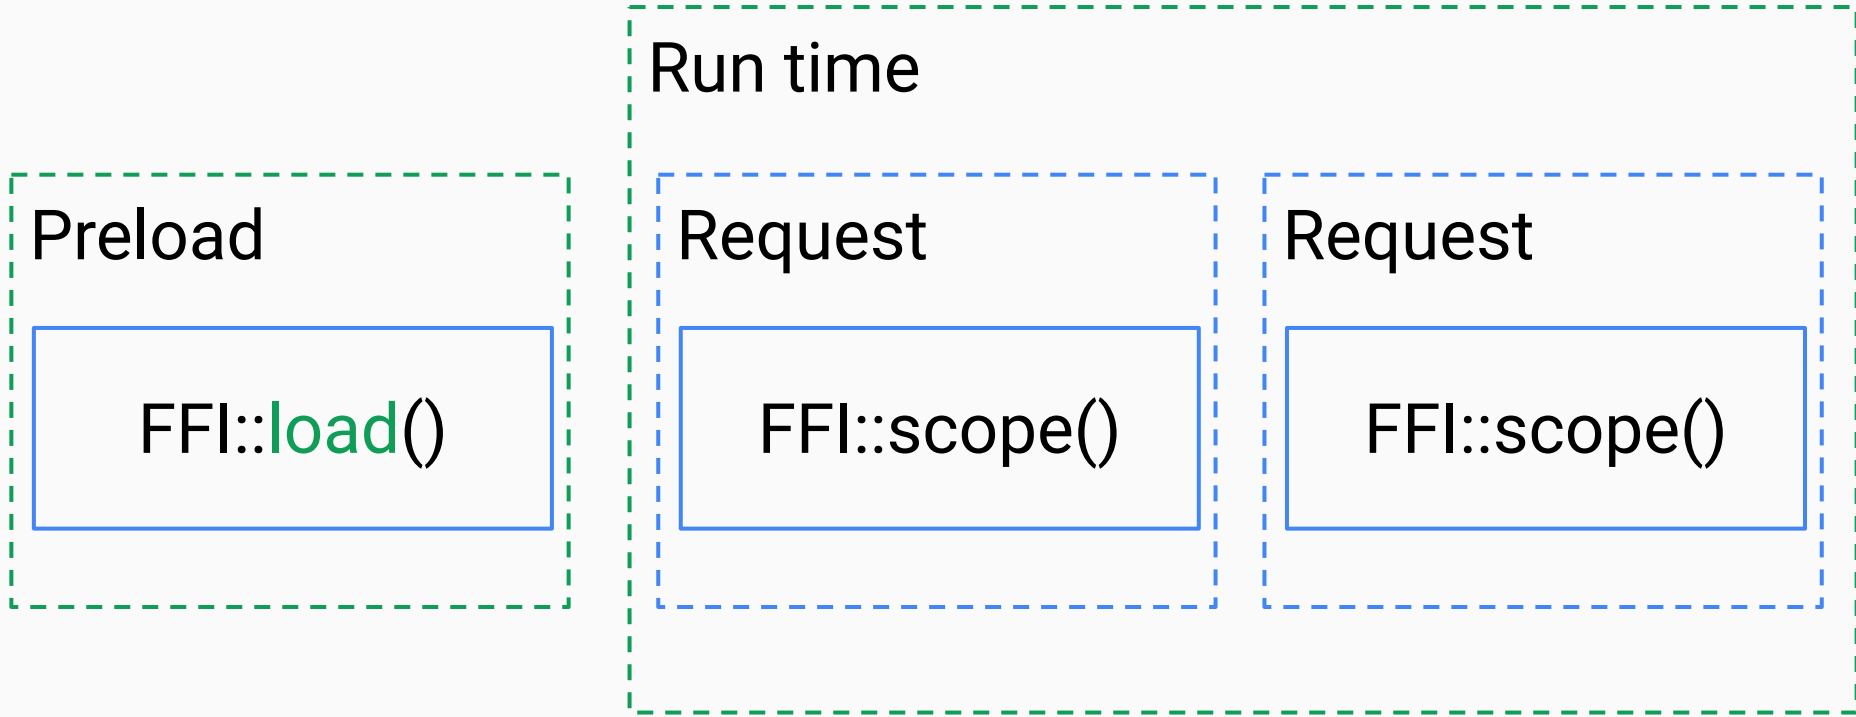 Run time
Preload
Request
Request
FFI::load()
FFI::scope()
FFI::scope()